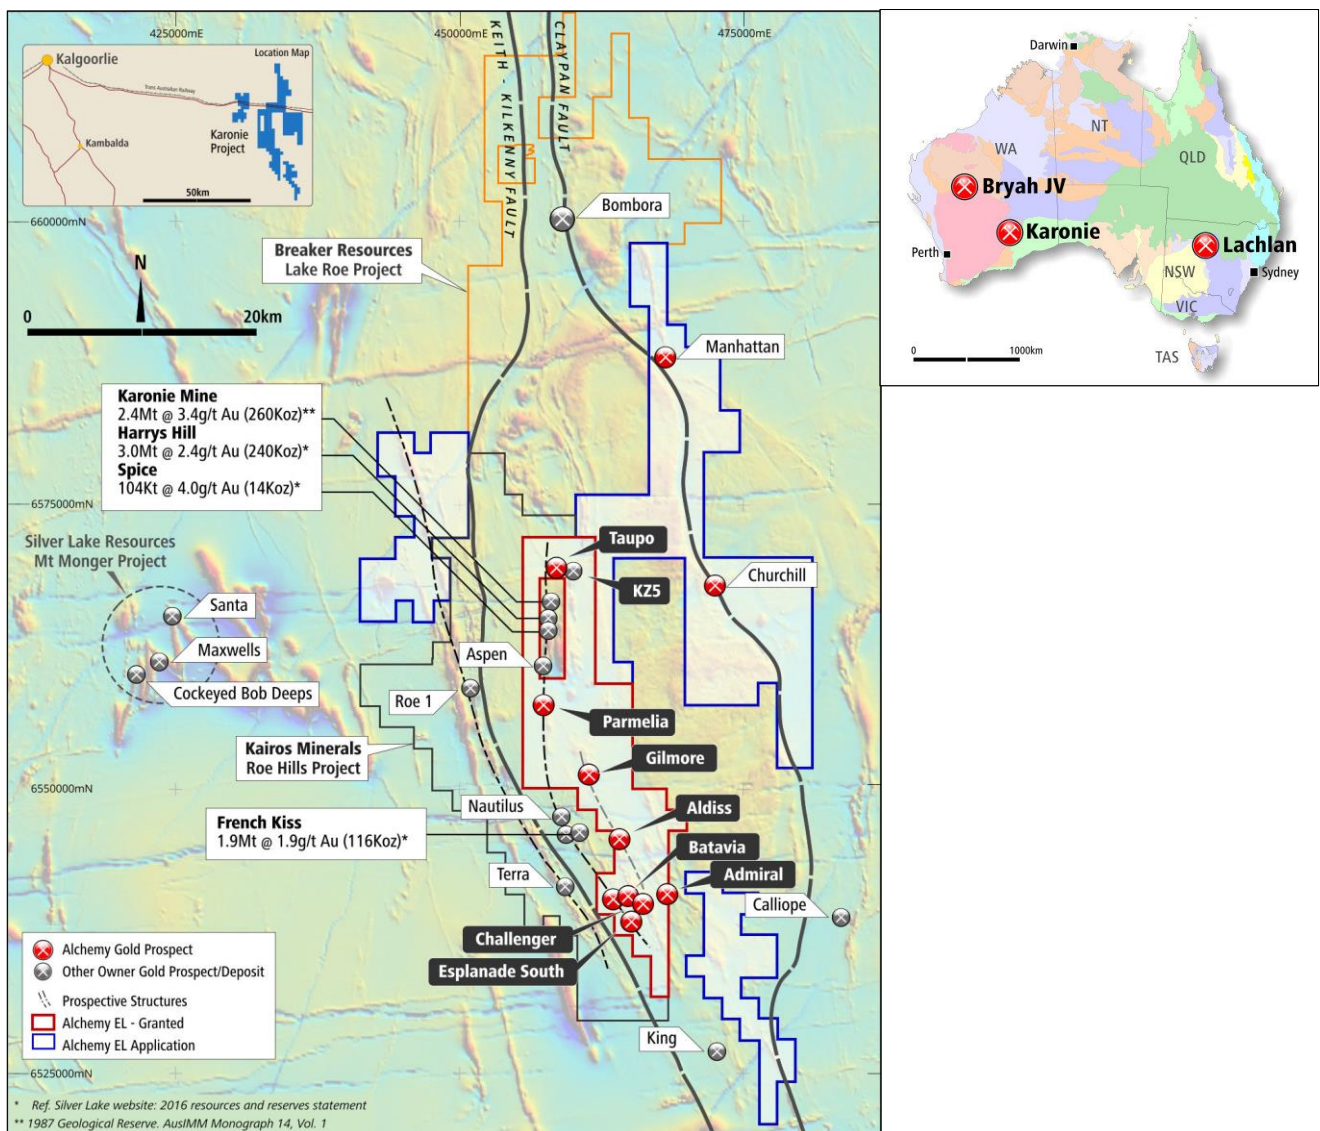 425000mE
450000mE
475000mE
Kalgoorlie
Location Map
Trans Australian Railway
Karonie
Project
Kambalda
50km
KEITH - KILKENNY FAULT
CLAYPAN FAULT
Bombora
660000mN
Breaker Resources
Lake Roe Project
N
0
20km
Manhattan
Karonie Mine
2.4Mt @ 3.4g/t Au (260Koz)**
Harrys Hill
3.0Mt @ 2.4g/t Au (240Koz)*
Spice
104Kt @ 4.0g/t Au (14Koz)*
6575000mN
Silver Lake Resources
Mt Monger Project
Taupo
KZ5
Churchill
Santa
Maxwells
Cockeyed Bob Deeps
Aspen
Roe 1
Parmelia
Kairos Minerals
Roe Hills Project
Gilmore
6550000mN
Nautilus
Aldiss
French Kiss
1.9Mt @ 1.9g/t Au (116Koz)*
Batavia
Terra
Admiral
Calliope
Challenger
Esplanade South
Alchemy Gold Prospect
Other Owner Gold Prospect/Deposit
Prospective Structures
Alchemy EL - Granted
Alchemy EL Application
King
6525000mN
* Ref. Silver Lake website: 2016 resources and reserves statement
** 1987 Geological Reserve. AusIMM Monograph 14, Vol. 1
Darwin
NT
WA
QLD
Bryah JV
Karonie
Lachlan
Perth
NSW
Sydney
VIC
0
1000km
TAS